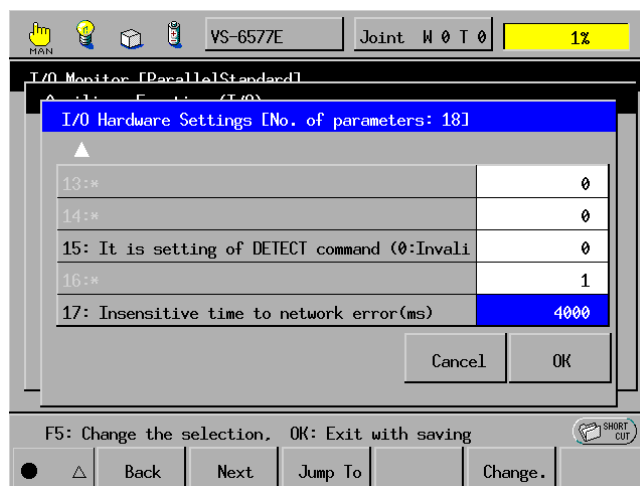 MAN
VS-6577E
Joint W 0 T 0
1%
I/O Monitor [ParallelStandard]
I/O Hardware Settings [No. of parameters: 18]
13:*
0
14:*
0
15: It is setting of DETECT command (0:Invali
0
16:*
1
17: Insensitive time to network error(ms)
4000
Cancel
OK
F5: Change the selection, OK: Exit with saving
SHORT
CUT
Back
Next
Jump To
Change.